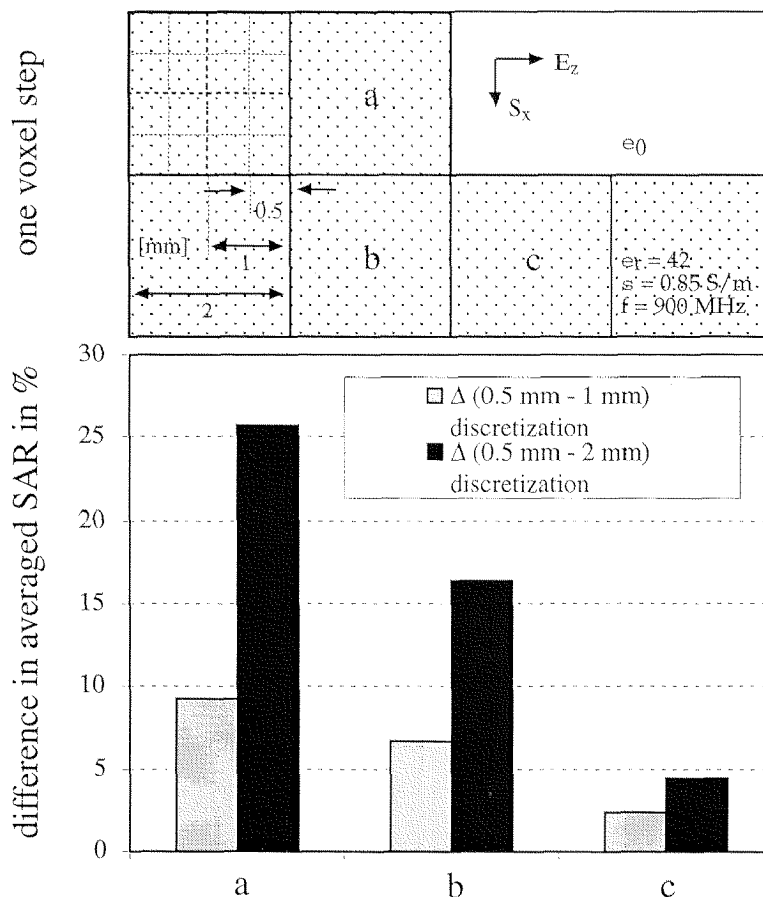 one voxel step
a
Ez
Sx
e0
0.5
[mm]
1
2
b
c
er = 42
s = 0.85 S/m
f = 900 MHz
difference in averaged SAR in %
30
25
20
15
10
5
0
Δ (0.5 mm - 1 mm)
discretization
Δ (0.5 mm - 2 mm)
discretization
a
b
c